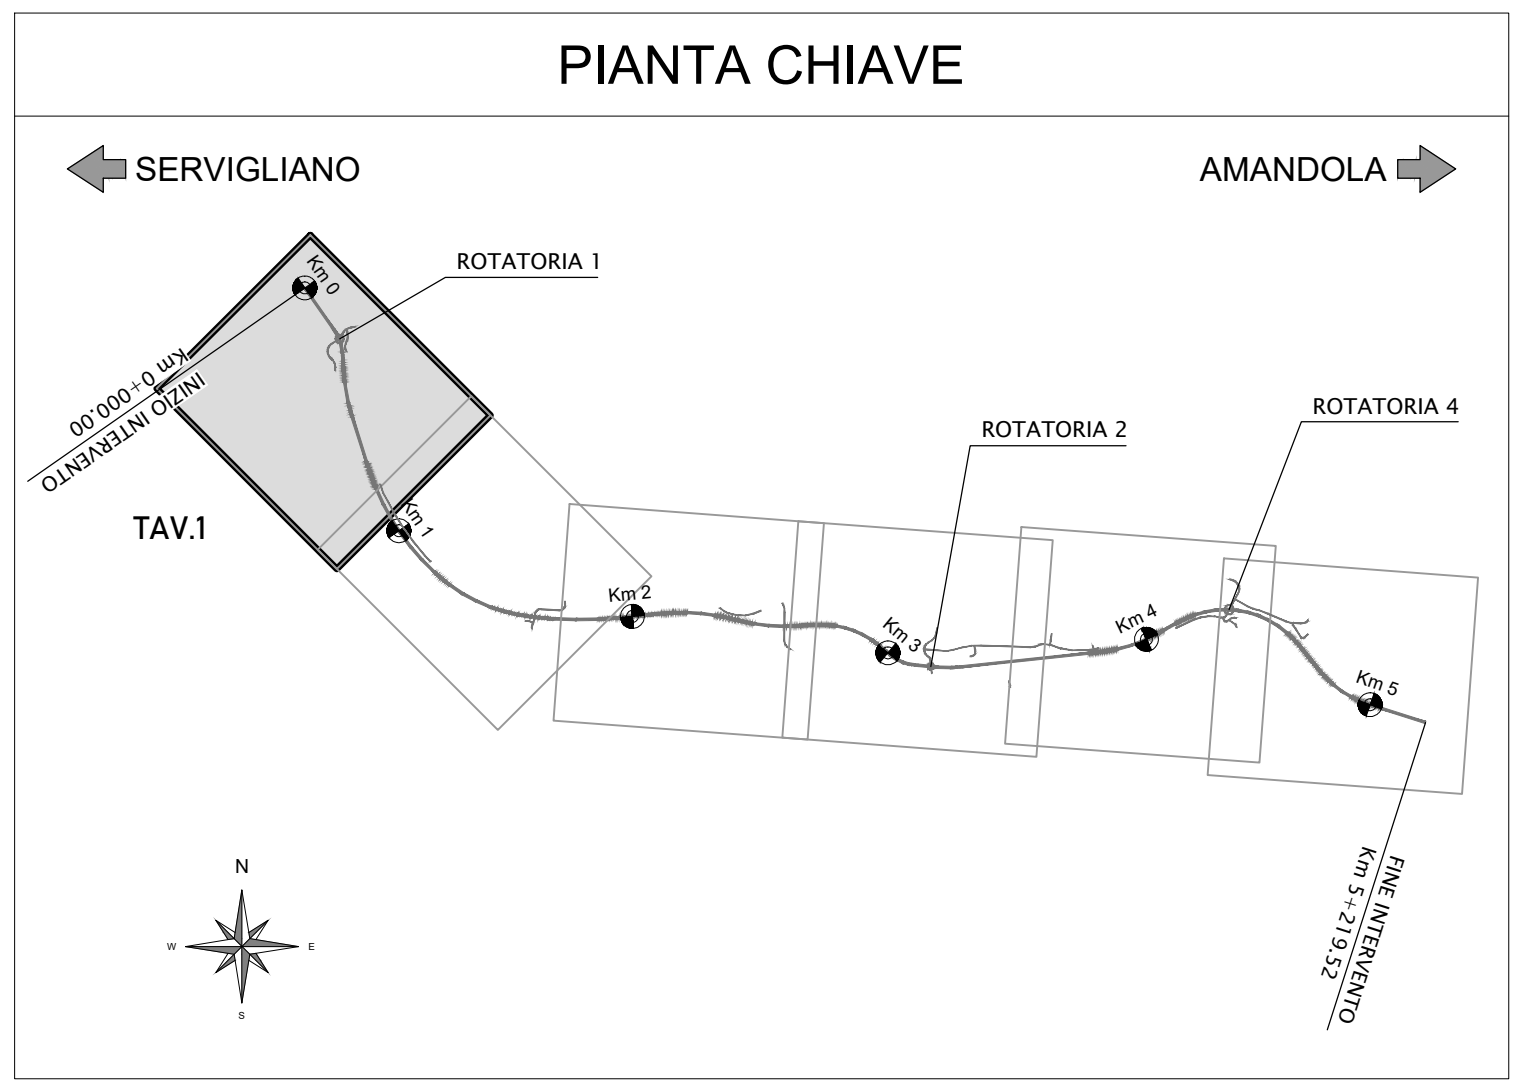 PIANTA CHIAVE
SERVIGLIANO
AMANDOLA
Km 0
ROTATORIA 1
Km 0+000.00
INIZIO INTERVENTO
TAV.1
Km 1
Km 2
ROTATORIA 2
Km 3
ROTATORIA 4
Km 4
Km 5
FINE INTERVENTO
Km 5+219.52
N
W
E
S